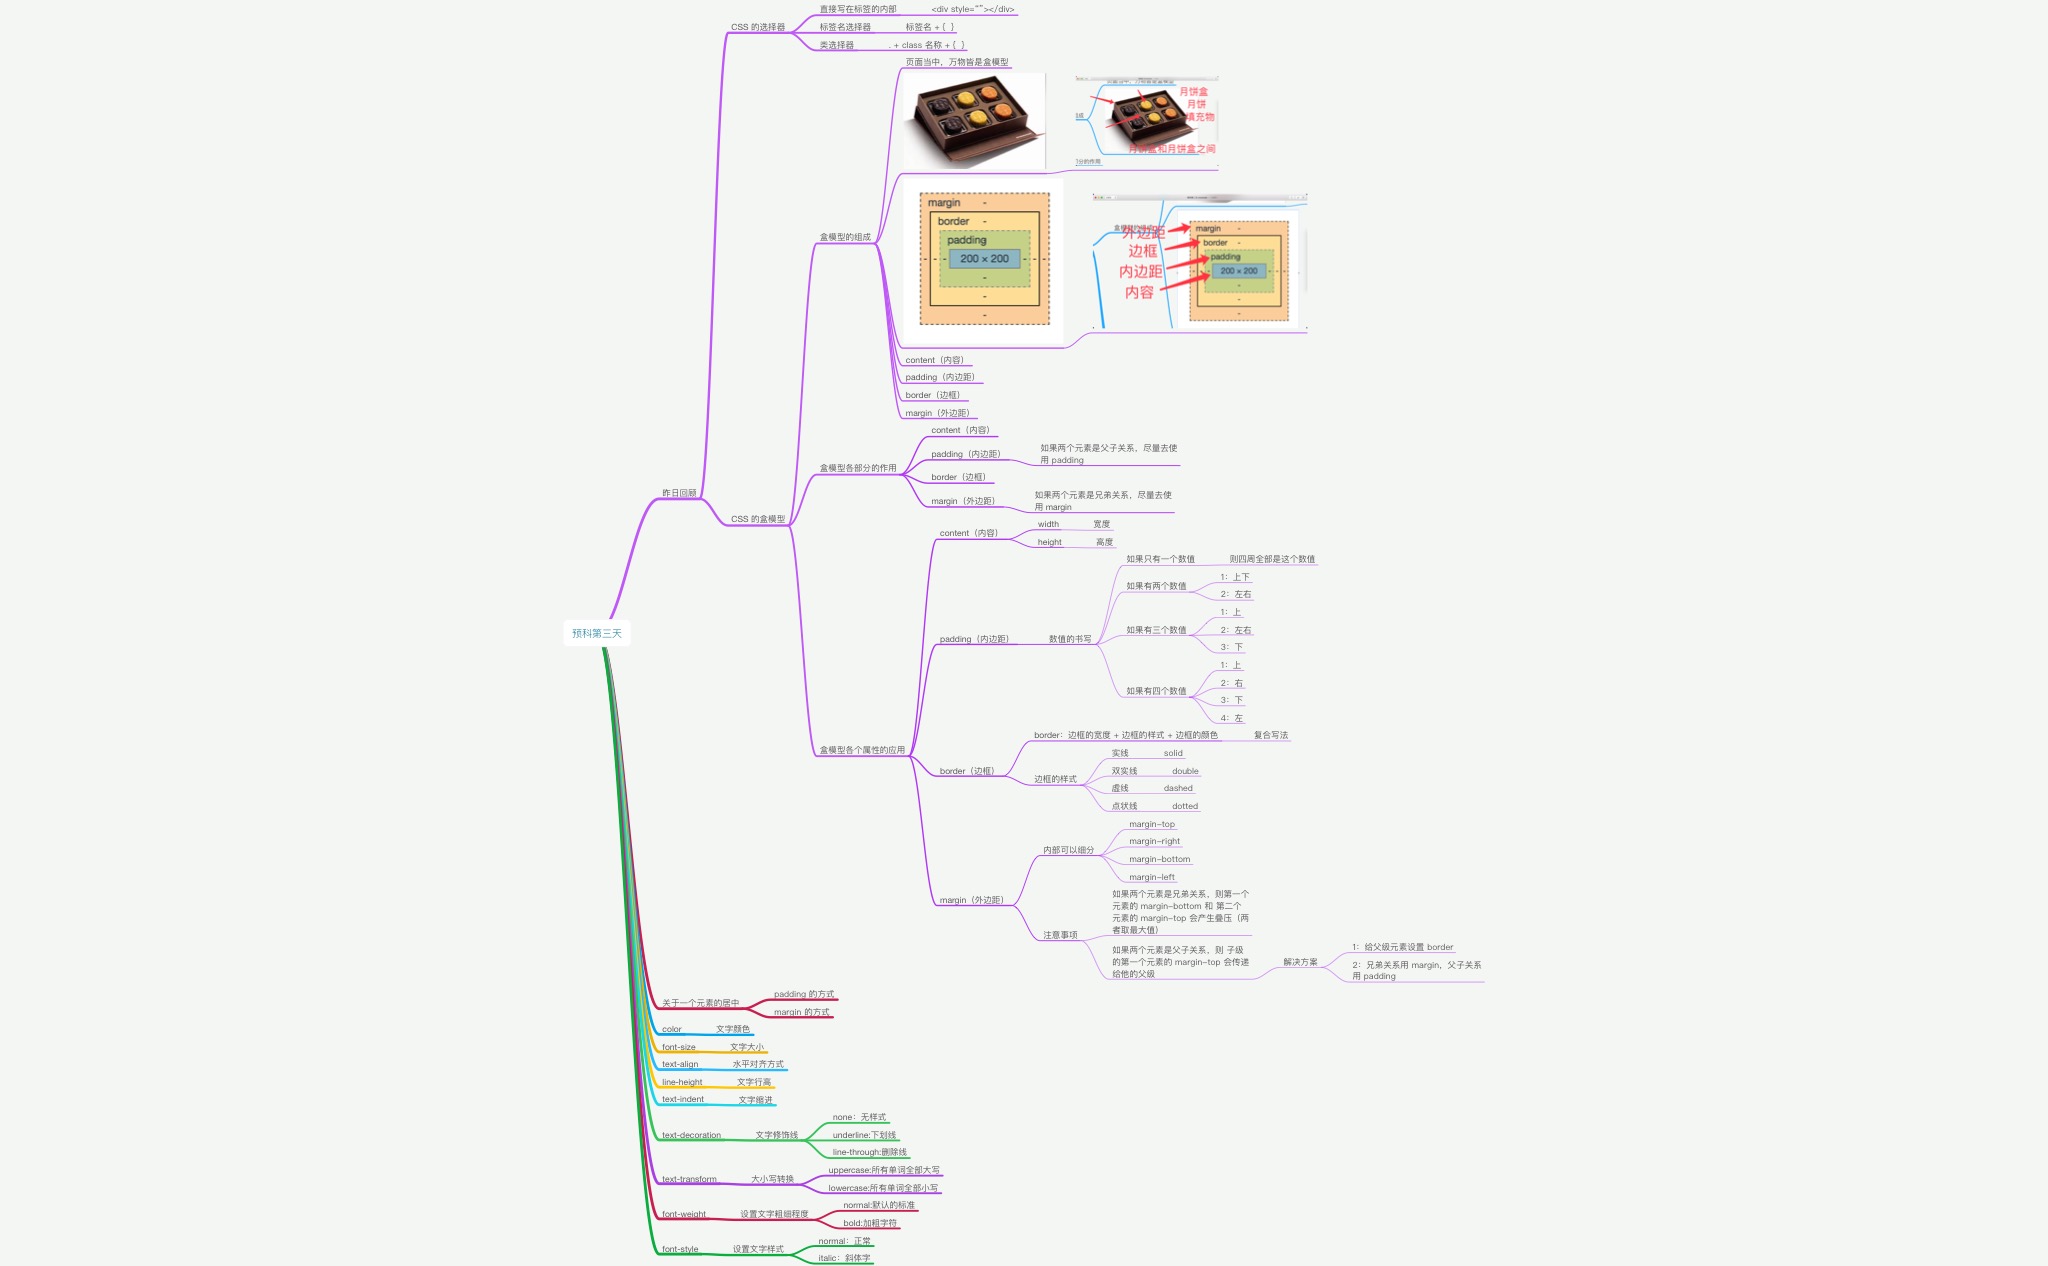 预科第三天
昨日回顾
CSS 的选择器
直接写在标签的内部
<div style=“”></div>
标签名选择器
标签名 + {  }
类选择器
. + class 名称 + {  }
CSS 的盒模型
盒模型的组成
页面当中，万物皆是盒模型
月饼盒
月饼
填充物
月饼盒和月饼盒之间
margin
border
padding
200 × 200
外边距
边框
内边距
内容
margin
border
padding
200 × 200
content（内容）
padding（内边距）
border（边框）
margin（外边距）
盒模型各部分的作用
content（内容）
padding（内边距）
如果两个元素是父子关系，尽量去使
用 padding
border（边框）
margin（外边距）
如果两个元素是兄弟关系，尽量去使
用 margin
盒模型各个属性的应用
content（内容）
width
宽度
height
高度
padding（内边距）
数值的书写
如果只有一个数值
则四周全部是这个数值
如果有两个数值
1：上下
2：左右
如果有三个数值
1：上
2：左右
3：下
如果有四个数值
1：上
2：右
3：下
4：左
border（边框）
border：边框的宽度 + 边框的样式 + 边框的颜色
复合写法
边框的样式
实线
solid
双实线
double
虚线
dashed
点状线
dotted
margin（外边距）
内部可以细分
margin-top
margin-right
margin-bottom
margin-left
注意事项
如果两个元素是兄弟关系，则第一个
元素的 margin-bottom 和 第二个
元素的 margin-top 会产生叠压（两
者取最大值）
如果两个元素是父子关系，则 子级
的第一个元素的 margin-top 会传递
给他的父级
解决方案
1：给父级元素设置 border
2：兄弟关系用 margin，父子关系
用 padding
关于一个元素的居中
padding 的方式
margin 的方式
color
文字颜色
font-size
文字大小
text-align
水平对齐方式
line-height
文字行高
text-indent
文字缩进
text-decoration
文字修饰线
none：无样式
underline:下划线
line-through:删除线
text-transform
大小写转换
uppercase:所有单词全部大写
lowercase:所有单词全部小写
font-weight
设置文字粗细程度
normal:默认的标准
bold:加粗字符
font-style
设置文字样式
normal：正常
italic：斜体字